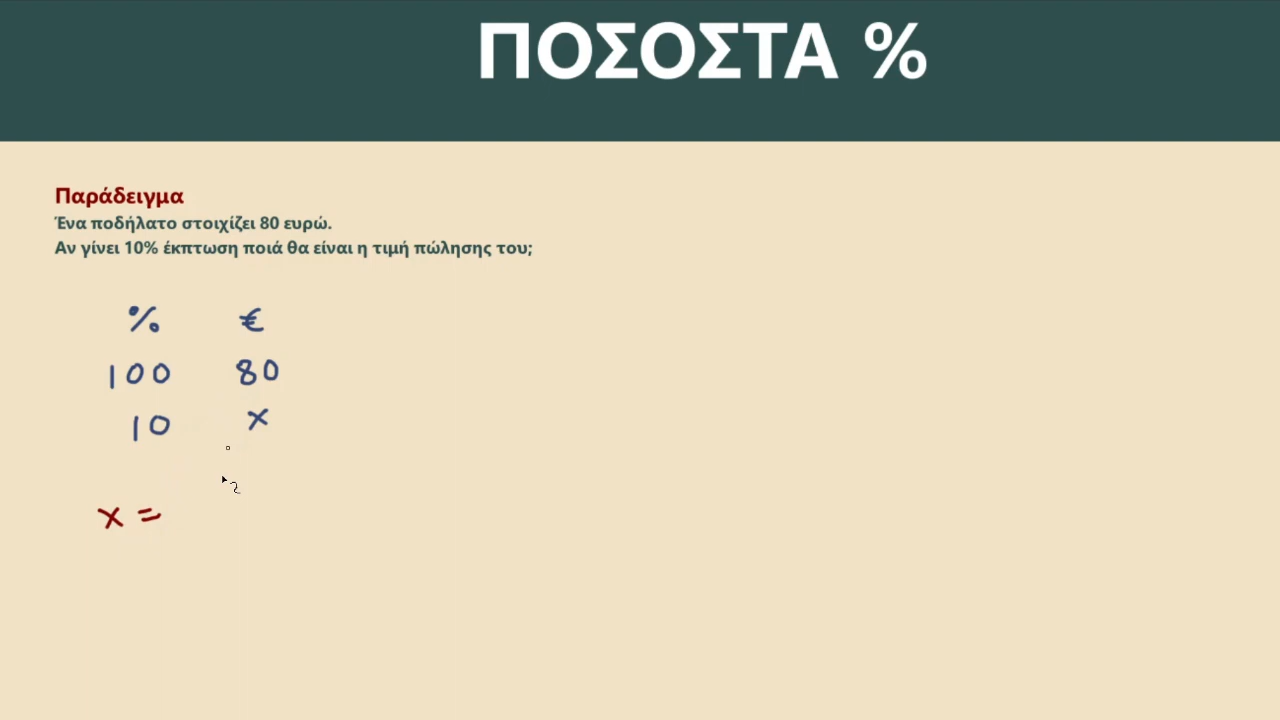 ΠΟΣΟΣΤΑ %
Παράδειγμα
Ένα ποδήλατο στοιχίζει 80 ευρώ.
Αν γίνει 10% έκπτωση ποιά θα είναι η τιμή πώλησης του;
% €
100 80
10 x
x =